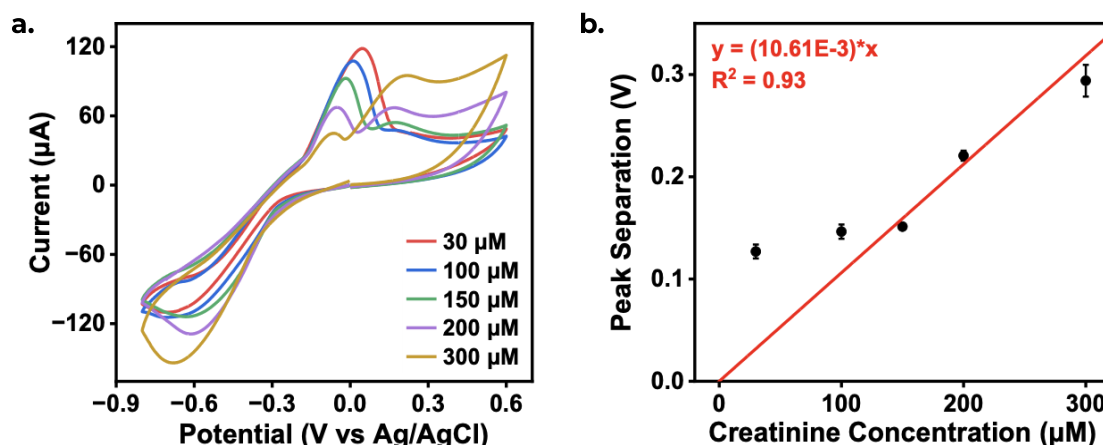 a.
120
60
0
−60
−120
Current (µA)
30 µM
100 µM
150 µM
200 µM
300 µM
−0.9 −0.6 −0.3 0.0 0.3 0.6
Potential (V vs Ag/AgCl)
b.
y = (10.61E-3)*x
R² = 0.93
0.3
0.2
0.1
0.0
Peak Separation (V)
0 100 200 300
Creatinine Concentration (µM)